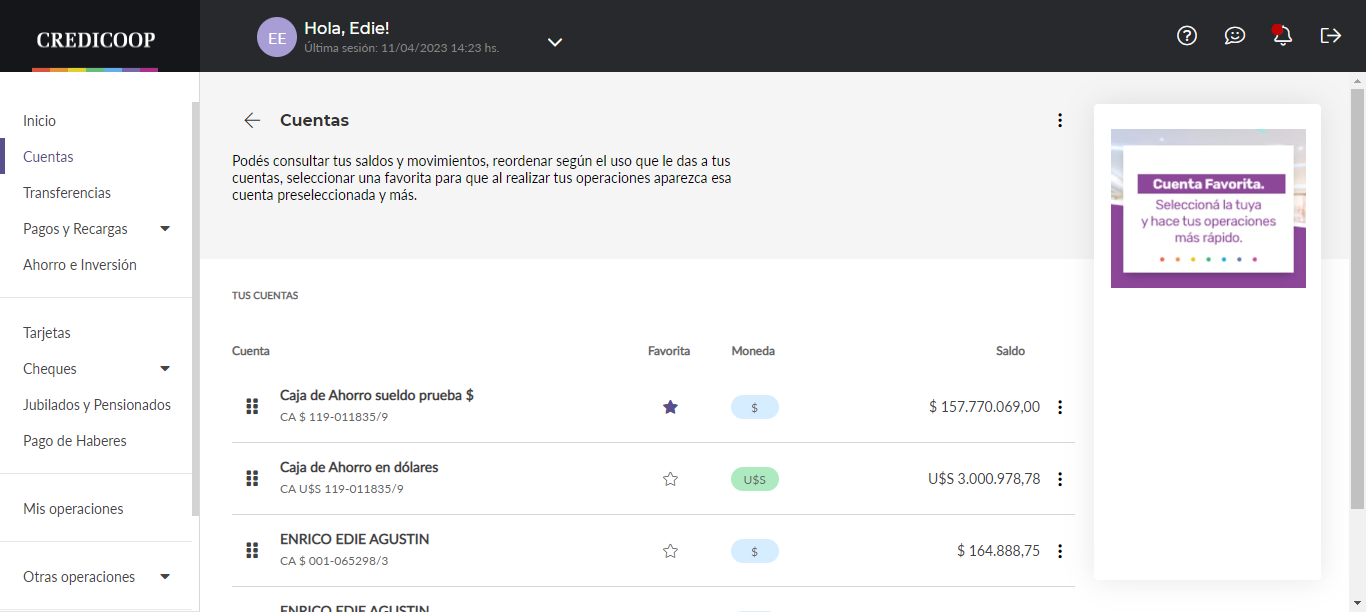 CREDICOOP
EE
Hola, Edie!
Última sesión: 11/04/2023 14:23 hs.
Inicio
Cuentas
Transferencias
Pagos y Recargas
Ahorro e Inversión
Tarjetas
Cheques
Jubilados y Pensionados
Pago de Haberes
Mis operaciones
Otras operaciones
Cuentas
Podés consultar tus saldos y movimientos, reordenar según el uso que le das a tus
cuentas, seleccionar una favorita para que al realizar tus operaciones aparezca esa
cuenta preseleccionada y más.
TUS CUENTAS
Cuenta Favorita Moneda Saldo
Caja de Ahorro sueldo prueba $
CA $ 119-011835/9
$
$ 157.770.069,00
Caja de Ahorro en dólares
CA U$S 119-011835/9
U$S
U$S 3.000.978,78
ENRICO EDIE AGUSTIN
CA $ 001-065298/3
$
$ 164.888,75
ENRICO EDIE AGUSTIN
Cuenta Favorita.
Seleccioná la tuya
y hace tus operaciones
más rápido.